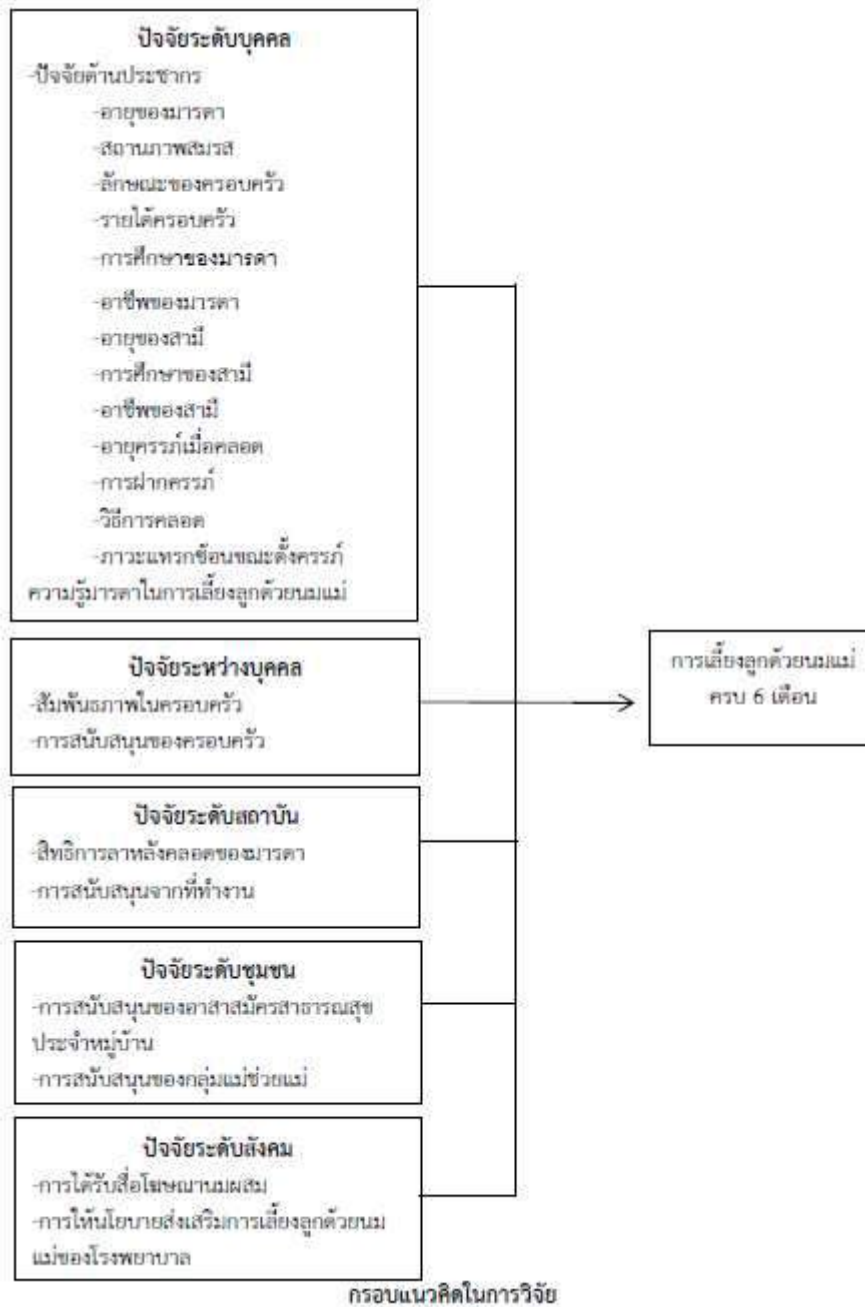 ปัจจัยระดับบุคคล
-ปัจจัยด้านประชากร
-อายุของมารดา
-สถานภาพสมรส
-ลักษณะของครอบครัว
-รายได้ครอบครัว
-การศึกษาของมารดา
-อาชีพของมารดา
-อายุของสามี
-การศึกษาของสามี
-อาชีพของสามี
-อายุครรภ์เมื่อคลอด
-การฝากครรภ์
-วิธีการคลอด
-ภาวะแทรกซ้อนขณะตั้งครรภ์
ความรู้มารดาในการเลี้ยงลูกด้วยนมแม่
ปัจจัยระหว่างบุคคล
-สัมพันธภาพในครอบครัว
-การสนับสนุนของครอบครัว
ปัจจัยระดับสถาบัน
-สิทธิการลาหลังคลอดของมารดา
-การสนับสนุนจากที่ทำงาน
ปัจจัยระดับชุมชน
-การสนับสนุนของอาสาสมัครสาธารณสุข
ประจำหมู่บ้าน
-การสนับสนุนของกลุ่มแม่ช่วยแม่
ปัจจัยระดับสังคม
-การได้รับสื่อโฆษณานมผสม
-การให้นโยบายส่งเสริมการเลี้ยงลูกด้วยนม
แม่ของโรงพยาบาล
การเลี้ยงลูกด้วยนมแม่
ครบ 6 เดือน
กรอบแนวคิดในการวิจัย